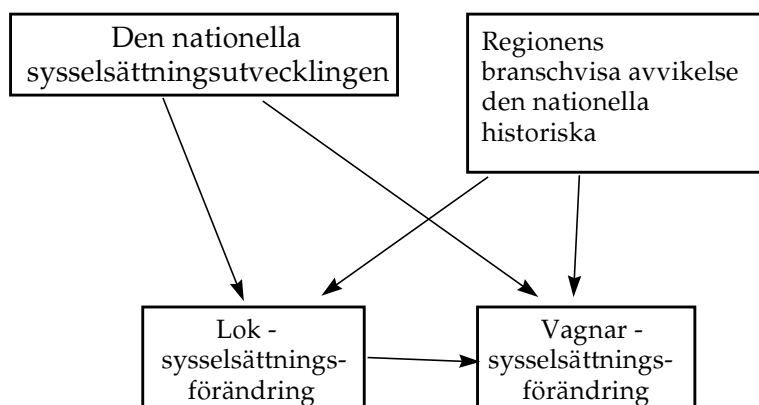 Den nationella
sysselsättningsutvecklingen
Regionens
branschvisa avvikelse
den nationella
historiska
Lok -
sysselsättnings-
förändring
Vagnar -
sysselsättnings-
förändring